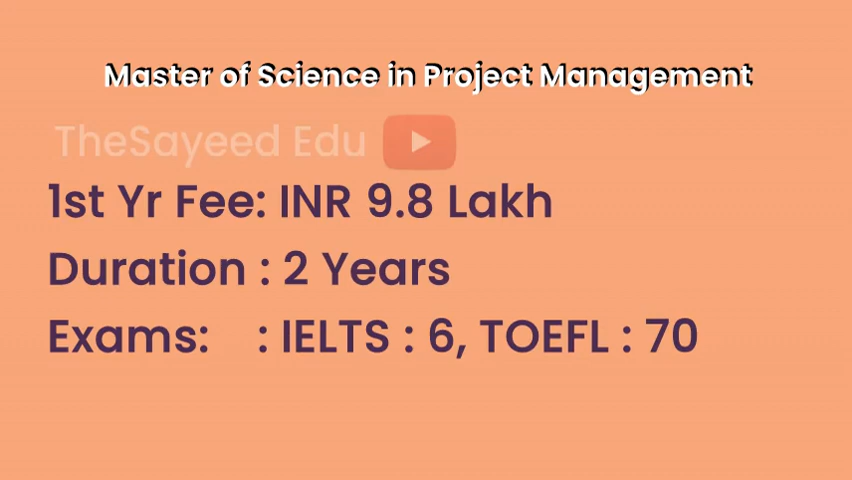 Master of Science in Project Management
TheSayeed Edu
1st Yr Fee: INR 9.8 Lakh
Duration : 2 Years
Exams: : IELTS : 6, TOEFL : 70